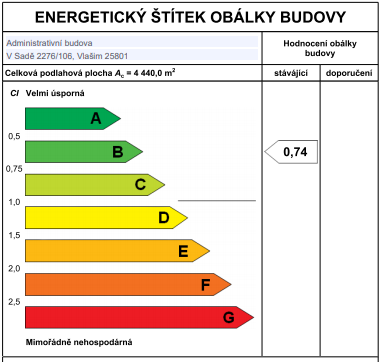 ENERGETICKÝ ŠTÍTEK OBÁLKY BUDOVY
Administrativní budova
V Sadě 2276/106, Vlašim 25801
Hodnocení obálky
budovy
Celková podlahová plocha Ac = 4 440,0 m²
stávající
doporučení
CI Velmi úsporná
A
0,5
B
0,74
0,75
C
1,0
D
1,5
E
2,0
F
2,5
G
Mimořádně nehospodárná